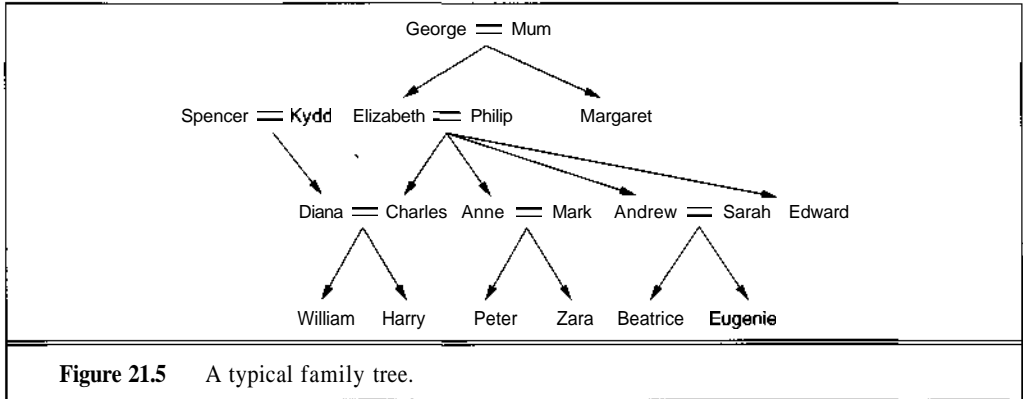 George = Mum
Spencer = Kydd Elizabeth = Philip Margaret
Diana = Charles Anne = Mark Andrew = Sarah Edward
William Harry Peter Zara Beatrice Eugenie
Figure 21.5 A typical family tree.